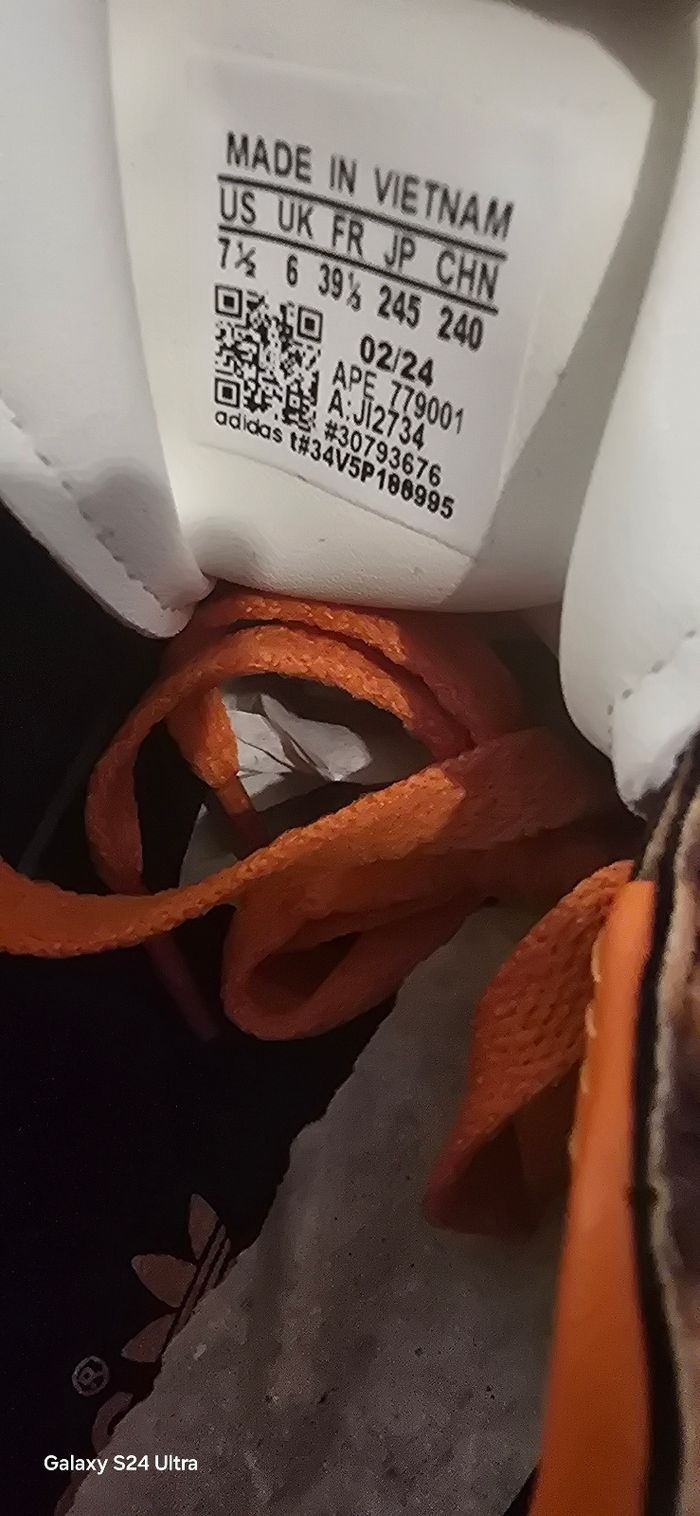 MADE IN VIETNAM
US UK FR JP CHN
7½ 6 39⅓ 245 240
02/24
APE 779001
A:JI2734
#30793676
adidas t#34V5P100995
®
Galaxy S24 Ultra